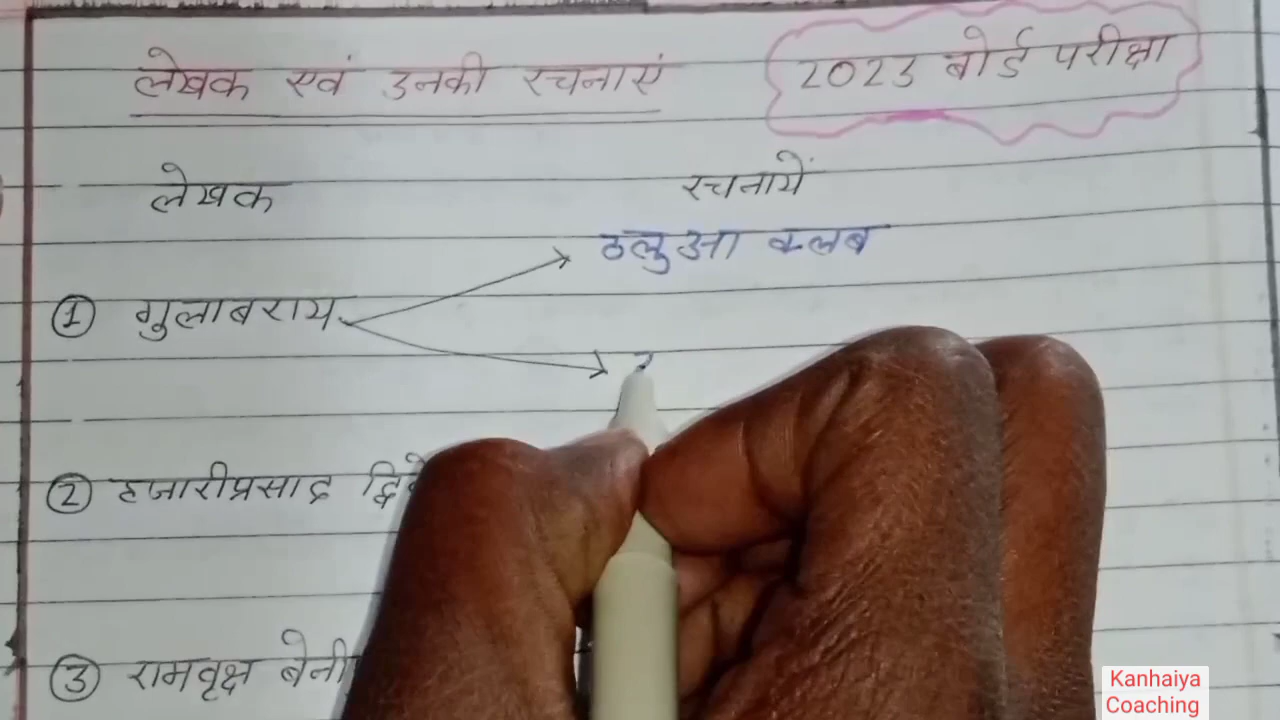 लेखक एवं उनकी रचनाएं
2023 बोर्ड परीक्षा
लेखक रचनायें
ठलुआ क्लब
① गुलाबराय
② हजारीप्रसाद
③ रामवृक्ष
Kanhaiya
Coaching